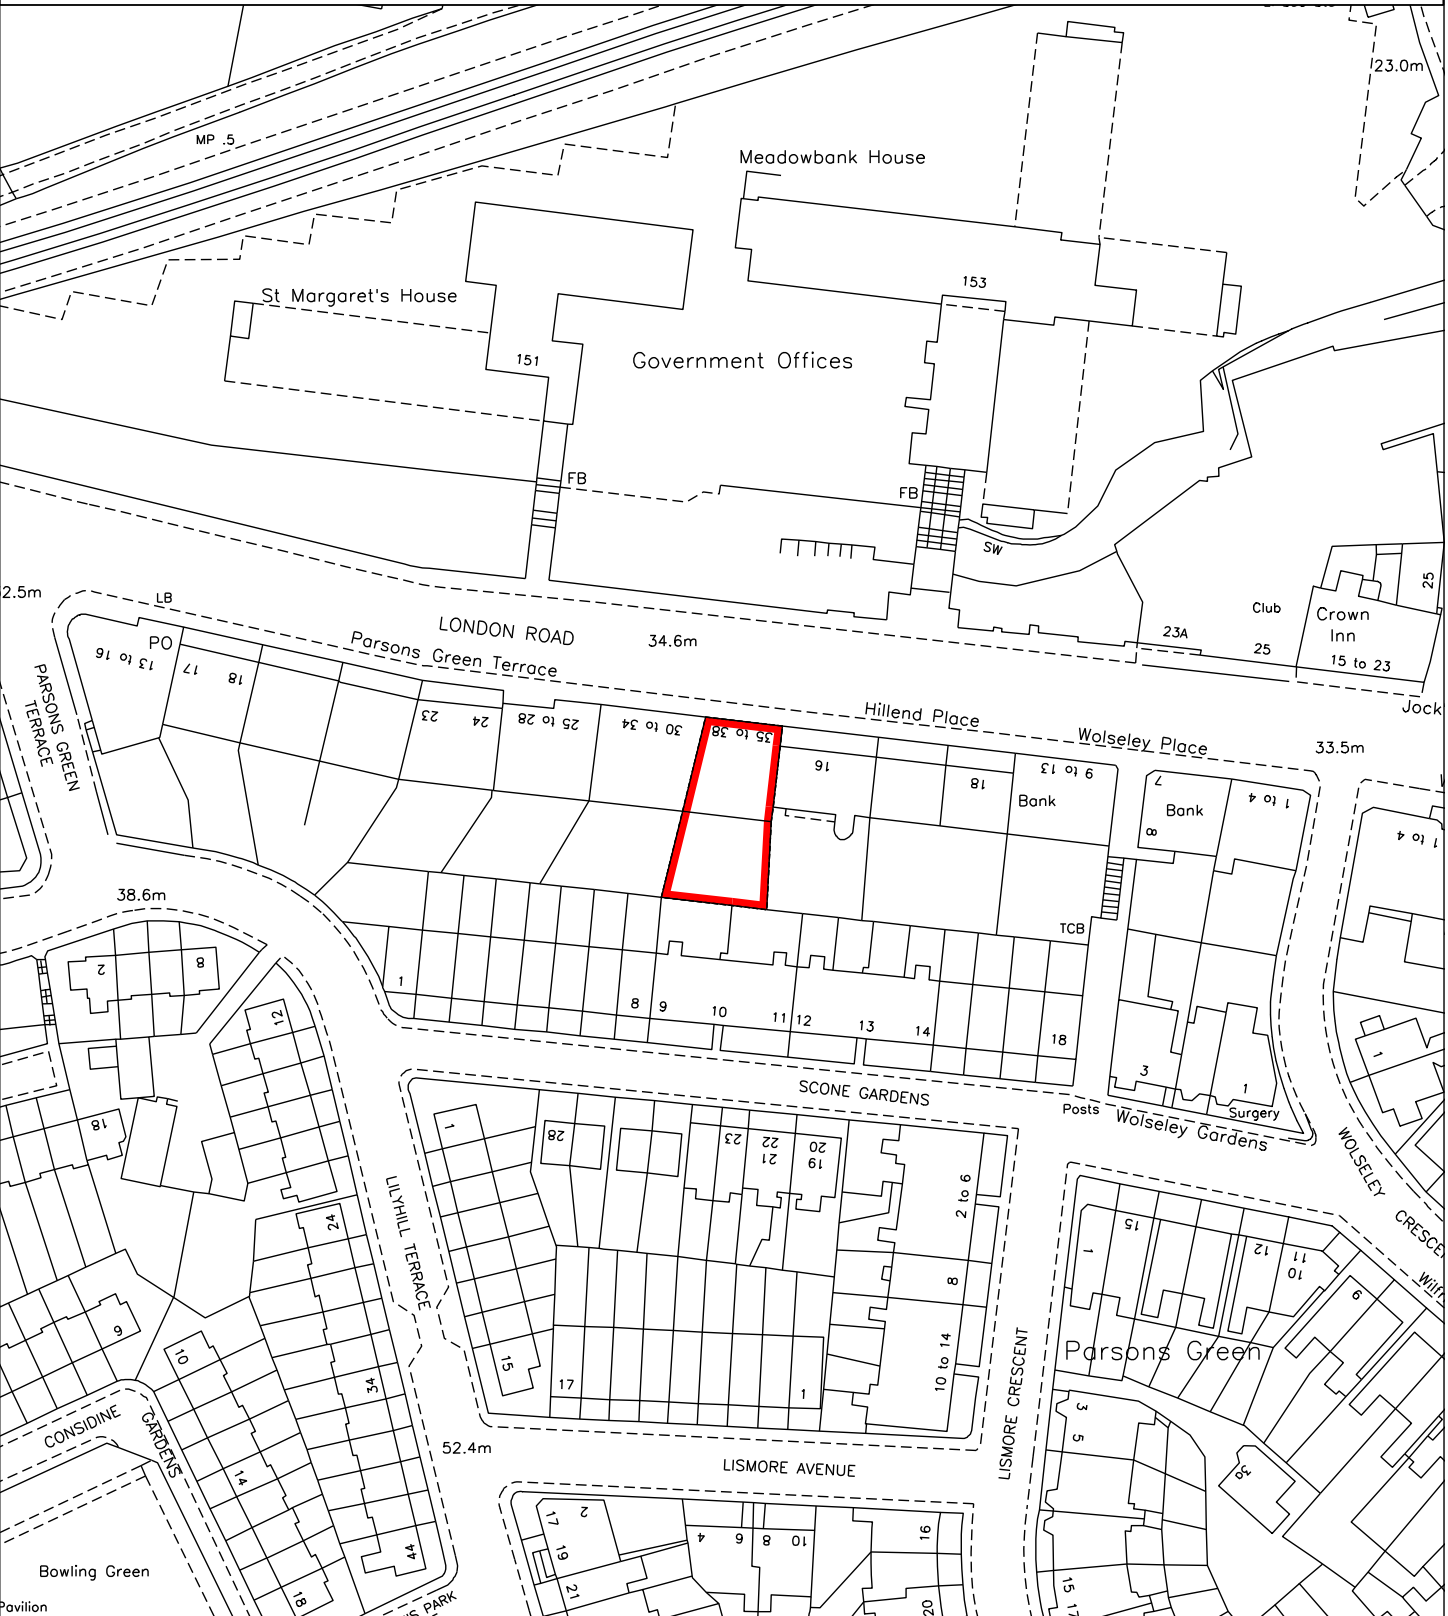 23.0m
MP .5
Meadowbank House
153
St Margaret's House
151
Government Offices
FB
FB
SW
25
2.5m
LB
Club
Crown
Inn
23A
25
15 to 23
LONDON ROAD
34.6m
PO
Parsons Green Terrace
13 to 16
17
18
PARSONS GREEN
TERRACE
23
24
25 to 28
30 to 34
35 to 38
Hillend Place
Wolseley Place
Jock
33.5m
16
18
9 to 13
Bank
7
8
Bank
1 to 4
1 to 4
38.6m
TCB
2
8
1
8
9
10
11
12
13
14
18
12
3
1
Surgery
1
SCONE GARDENS
Posts
Wolseley Gardens
18
1
28
23
22
21
20
19
2 to 6
WOLSELEY
CRESCE
LILYHILL TERRACE
24
15
1
12
11
10
8
9
Wilfr
6
10
34
15
17
1
10 to 14
LISMORE CRESCENT
Parsons Green
CONSIDINE
GARDENS
14
52.4m
LISMORE AVENUE
3
5
39
17
2
19
21
4
6
8
10
16
44
Bowling Green
18
15
17
20
Pavilion
'S PARK